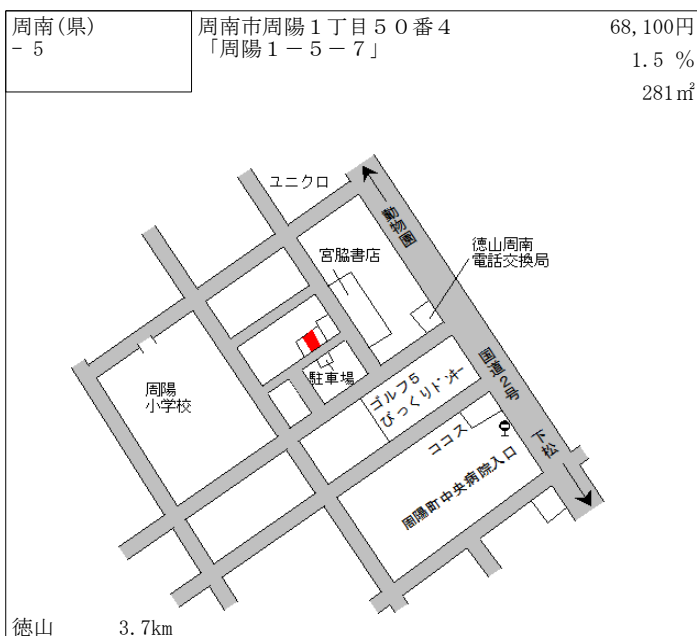 周南(県)
- 5
周南市周陽１丁目５０番４
「周陽１－５－７」
68,100円
1.5 %
281㎡
ユニクロ
動物園
宮脇書店
徳山周南
電話交換局
周陽
小学校
駐車場
ゴルフ5
びっくりドンキー
国道2号
ココス
下松
周陽町中央病院入口
徳山 3.7km